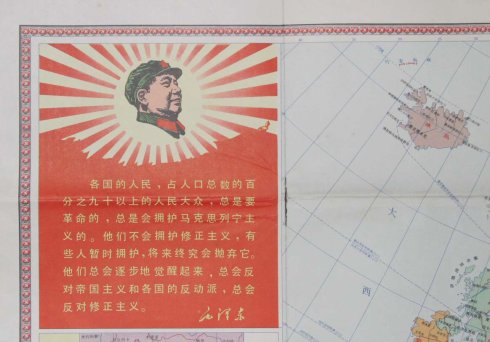 各国的人民，占人口总数的百
分之九十以上的人民大众，总是要
革命的，总是会拥护马克思列宁主
义的。他们不会拥护修正主义，有
些人暂时拥护，将来终究会抛弃它。
他们总会逐步地觉醒起来，总会反
对帝国主义和各国的反动派，总会
反对修正主义。
毛泽东
大
西